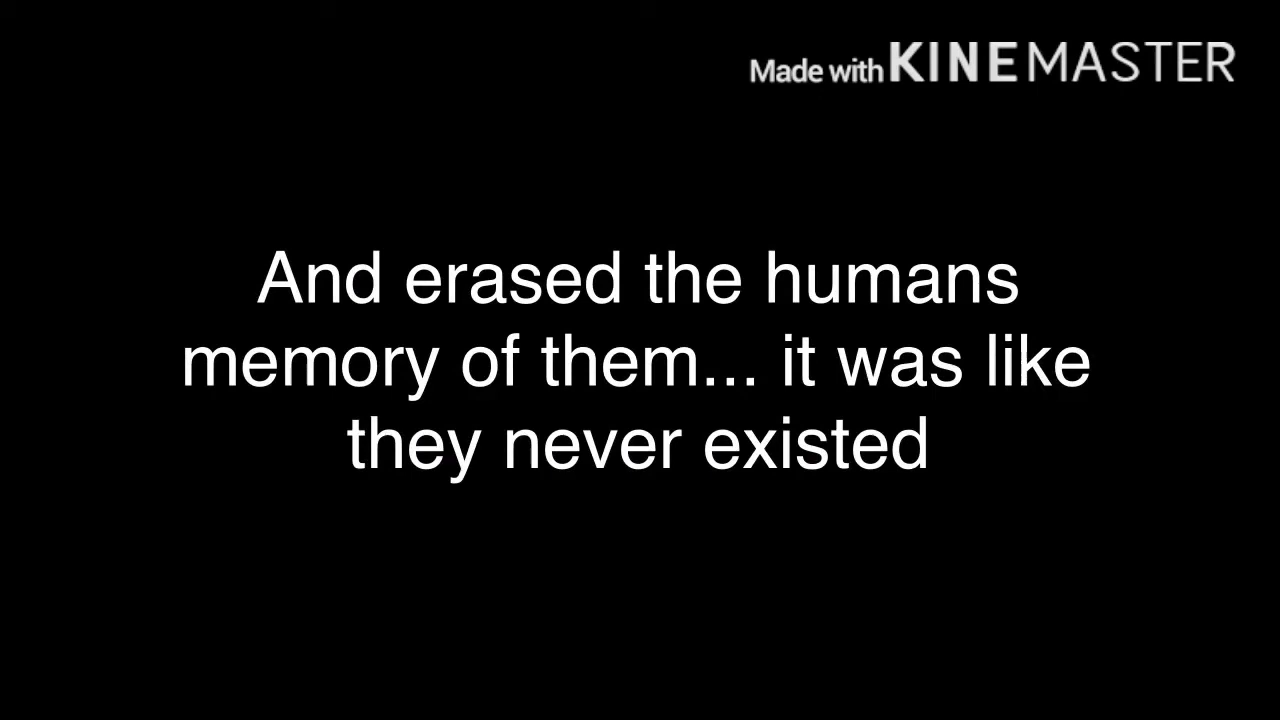 Made with KINEMASTER
And erased the humans
memory of them... it was like
they never existed